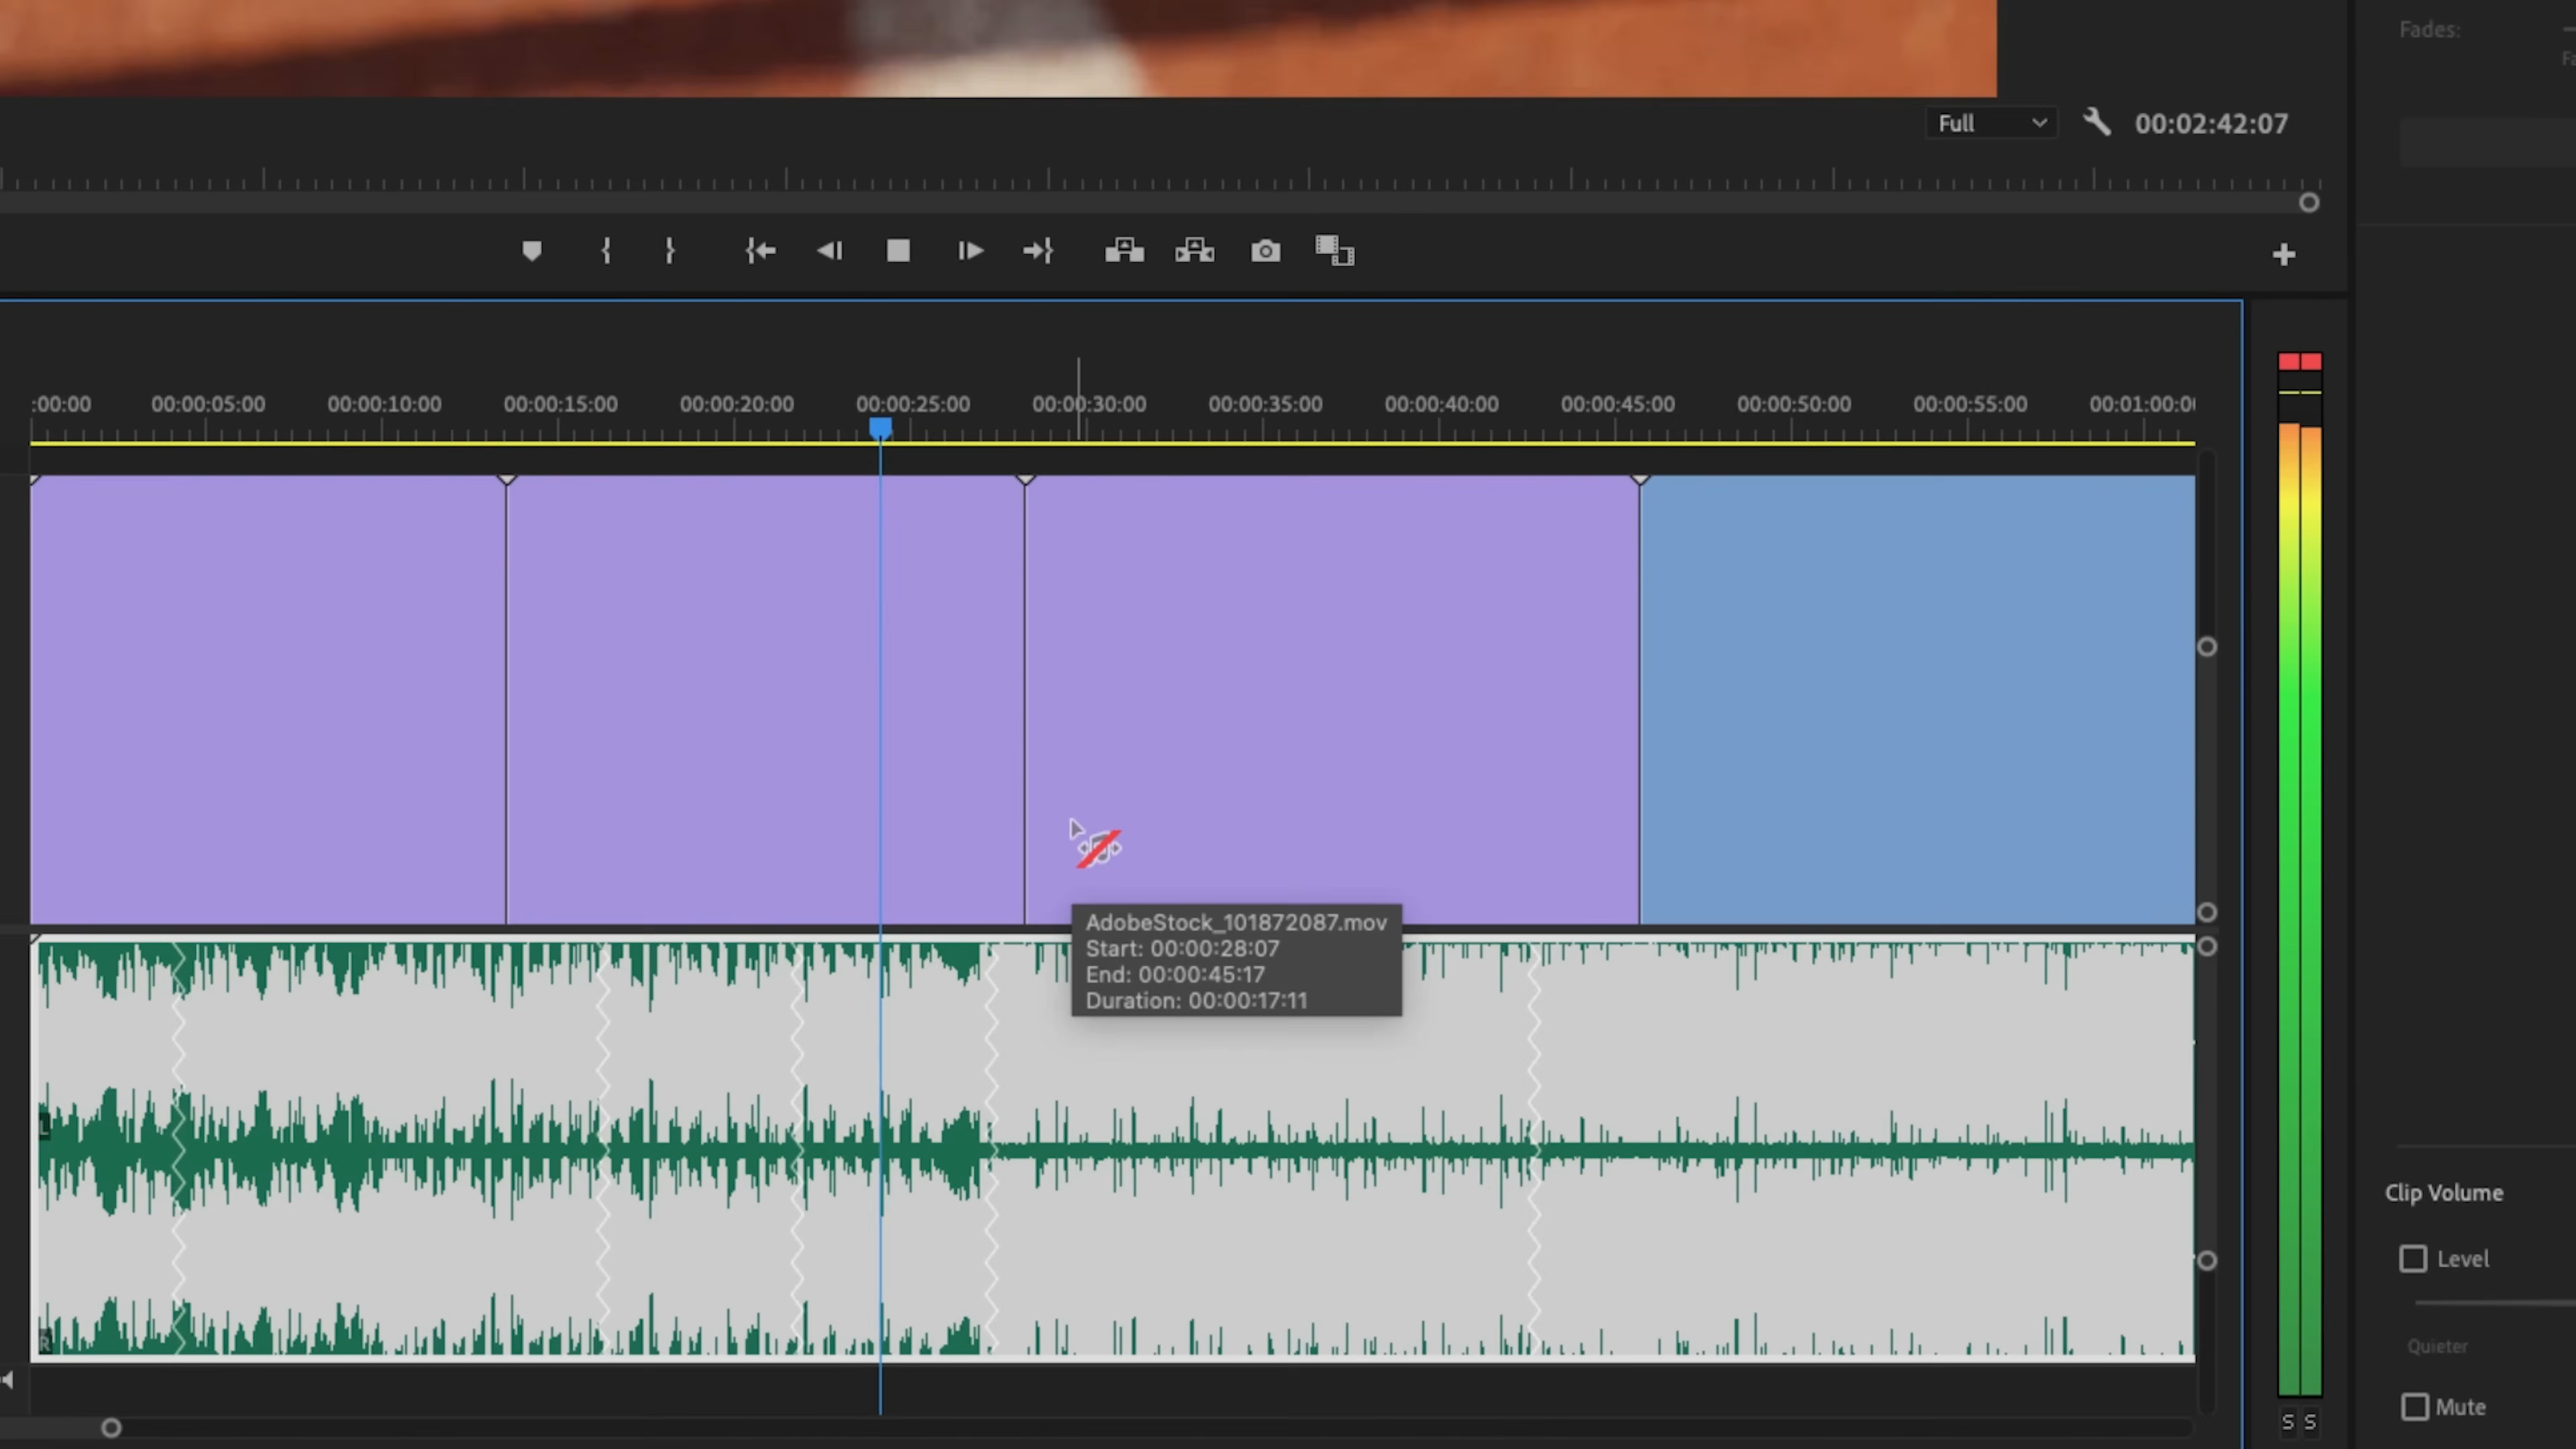 Fades:
Full
00:02:42:07
:00:00
00:00:05:00
00:00:10:00
00:00:15:00
00:00:20:00
00:00:25:00
00:00:30:00
00:00:35:00
00:00:40:00
00:00:45:00
00:00:50:00
00:00:55:00
00:01:00:0
AdobeStock_101872087.mov
Start: 00:00:28:07
End: 00:00:45:17
Duration: 00:00:17:11
L
R
Clip Volume
Level
Quieter
Mute
S S